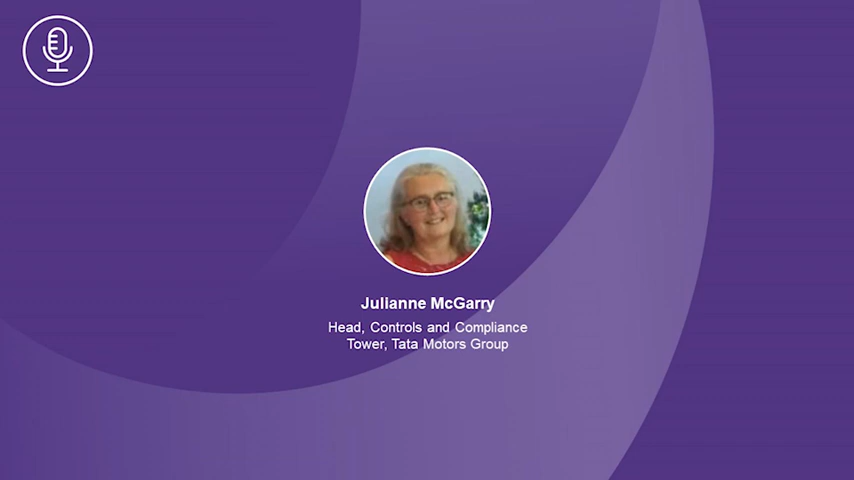 Julianne McGarry
Head, Controls and Compliance
Tower, Tata Motors Group